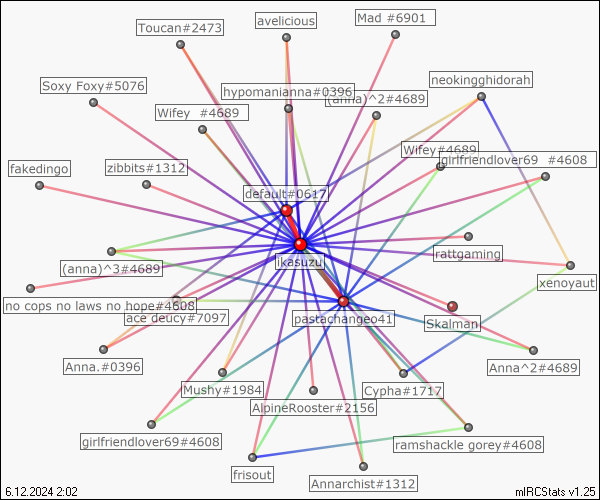 Mad #6901
avelicious
Toucan#2473
neokingghidorah
Soxy Foxy#5076
hypomanianna#0396
(anna)^2#4689
Wifey #4689
Wifey#4689
girlfriendlover69 #4608
fakedingo
zibbits#1312
default#0617
rattgaming
ikasuzu
(anna)^3#4689
xenoyaut
no cops no laws no hope#4608
ace deucy#7097
pastachangeo41
Skalman
Anna.#0396
Anna^2#4689
Mushy#1984
Cypha#1717
AlpineRooster#2156
girlfriendlover69#4608
ramshackle gorey#4608
frisout
Annarchist#1312
6.12.2024 2:02
mIRCStats v1.25